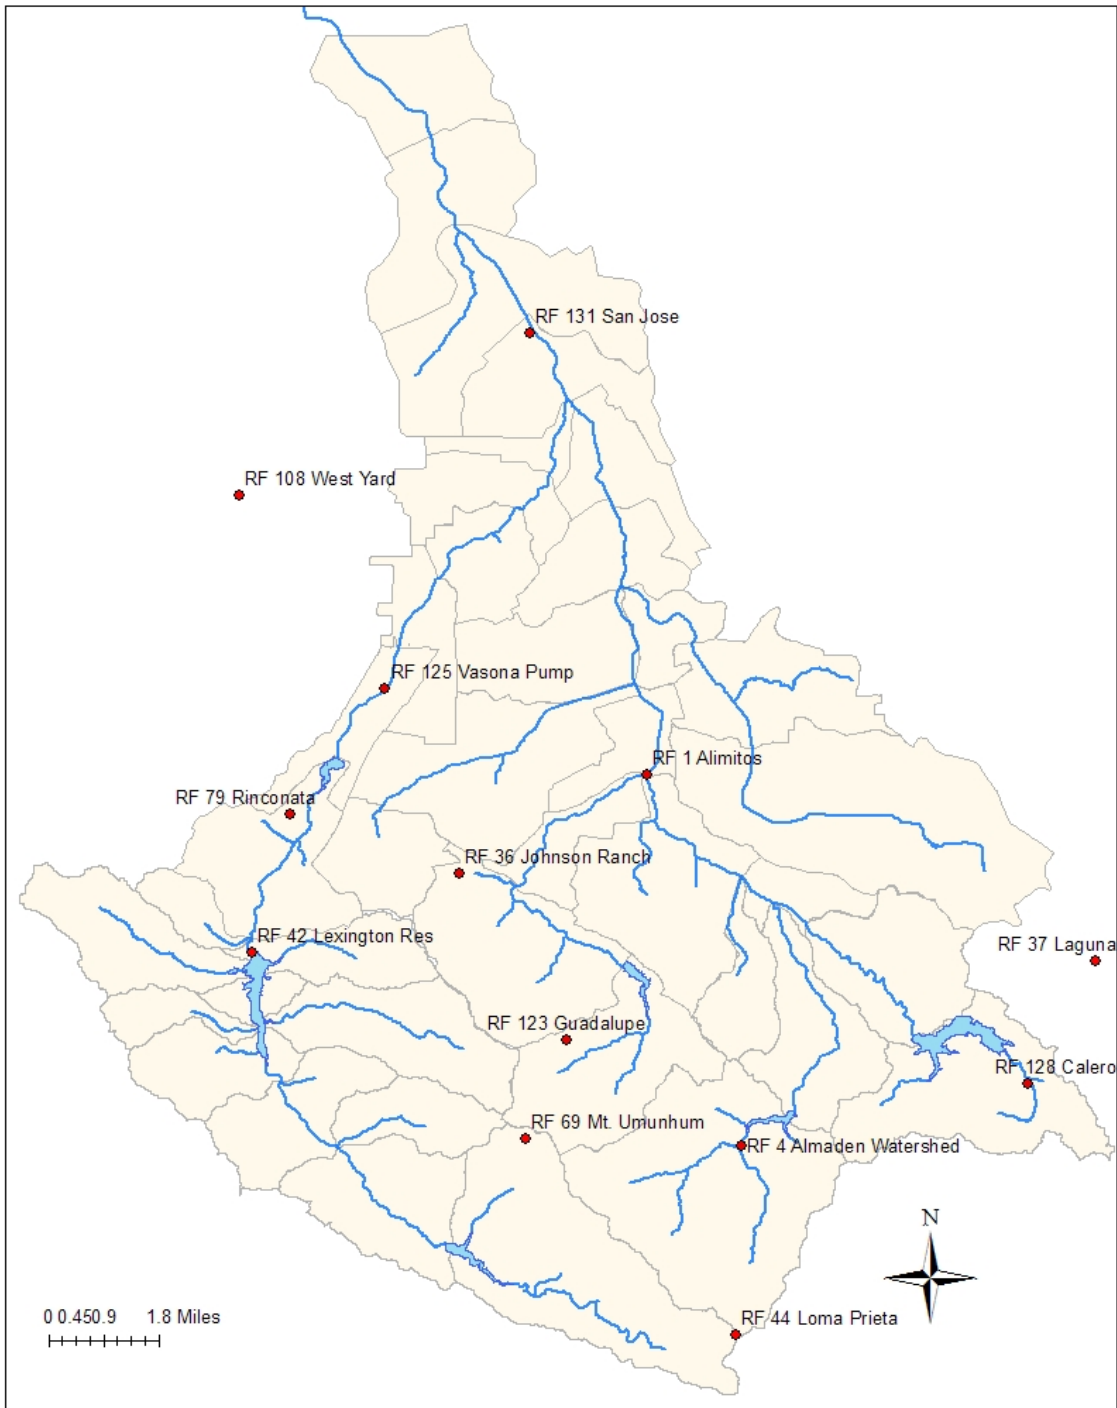 RF 131 San Jose
RF 108 West Yard
RF 125 Vasona Pump
RF 1 Alimitos
RF 79 Rinconata
RF 36 Johnson Ranch
RF 42 Lexington Res
RF 37 Laguna
RF 123 Guadalupe
RF 128 Calero
RF 69 Mt. Umunhum
RF 4 Almaden Watershed
N
0 0.450.9 1.8 Miles
RF 44 Loma Prieta